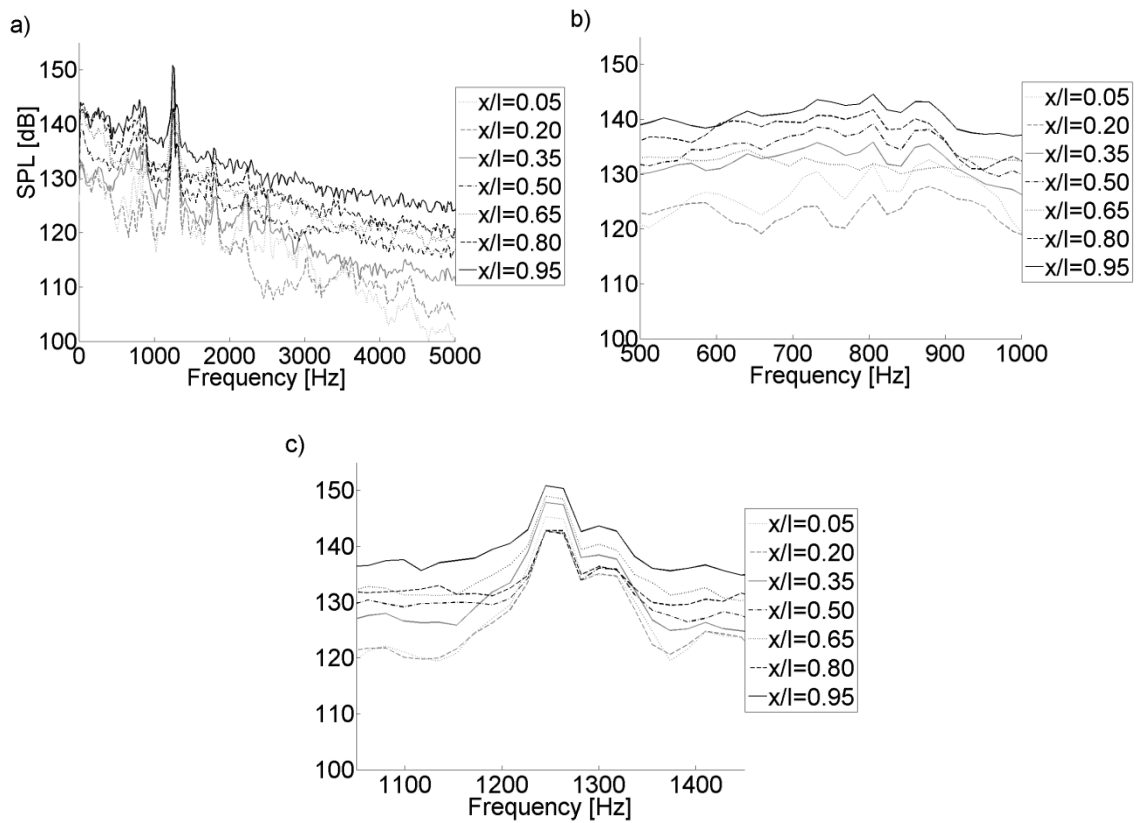 a)
SPL [dB]
150
140
130
120
110
100
0
1000
2000
3000
4000
5000
Frequency [Hz]
x/l=0.05
x/l=0.20
x/l=0.35
x/l=0.50
x/l=0.65
x/l=0.80
x/l=0.95
b)
150
140
130
120
110
100
500
600
700
800
900
1000
Frequency [Hz]
x/l=0.05
x/l=0.20
x/l=0.35
x/l=0.50
x/l=0.65
x/l=0.80
x/l=0.95
c)
150
140
130
120
110
100
1100
1200
1300
1400
Frequency [Hz]
x/l=0.05
x/l=0.20
x/l=0.35
x/l=0.50
x/l=0.65
x/l=0.80
x/l=0.95